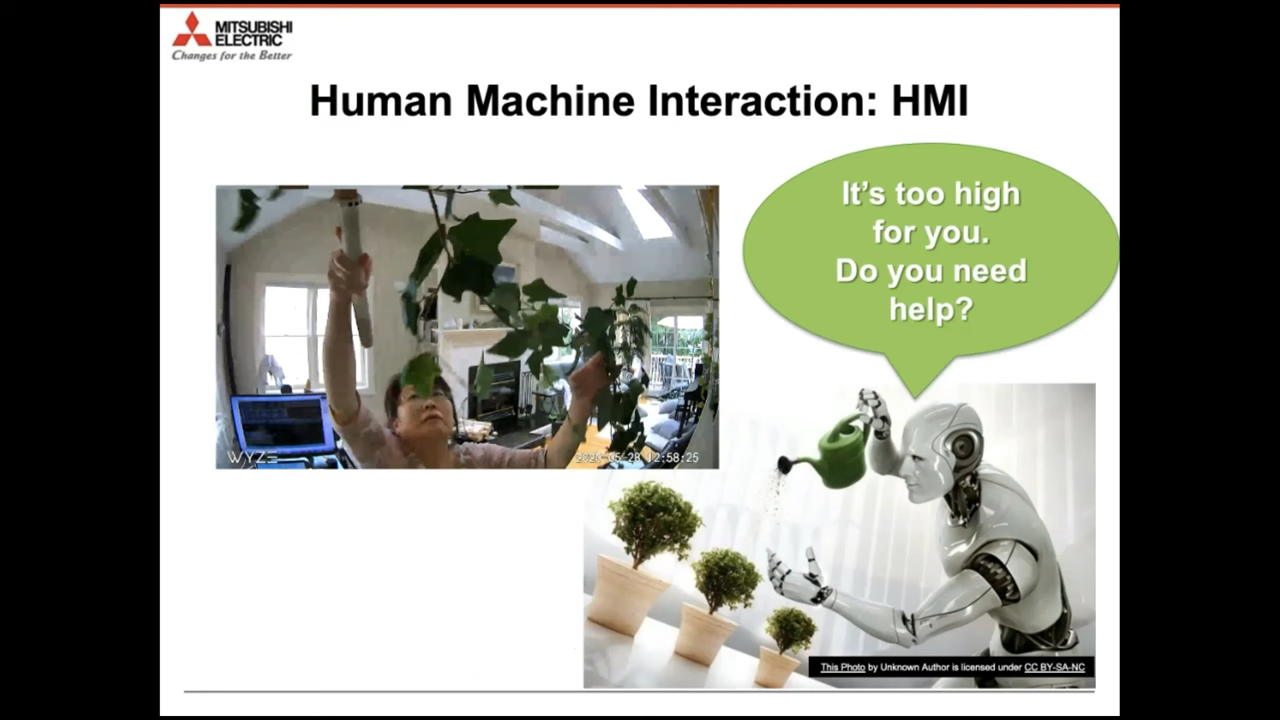 MITSUBISHI
ELECTRIC
Changes for the Better
Human Machine Interaction: HMI
It's too high
for you.
Do you need
help?
WYZE
2020-05-28 12:58:25
This Photo by Unknown Author is licensed under CC BY-SA-NC